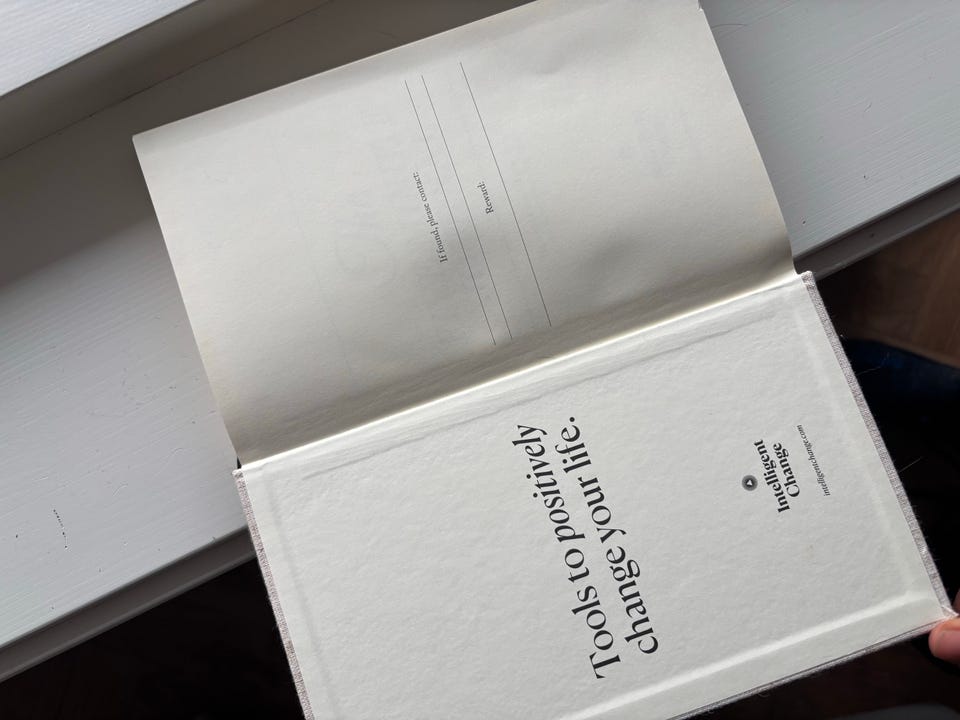 If found, please contact:
Reward:
Tools to positively
change your life.
Intelligent
Change
intelligentchange.com